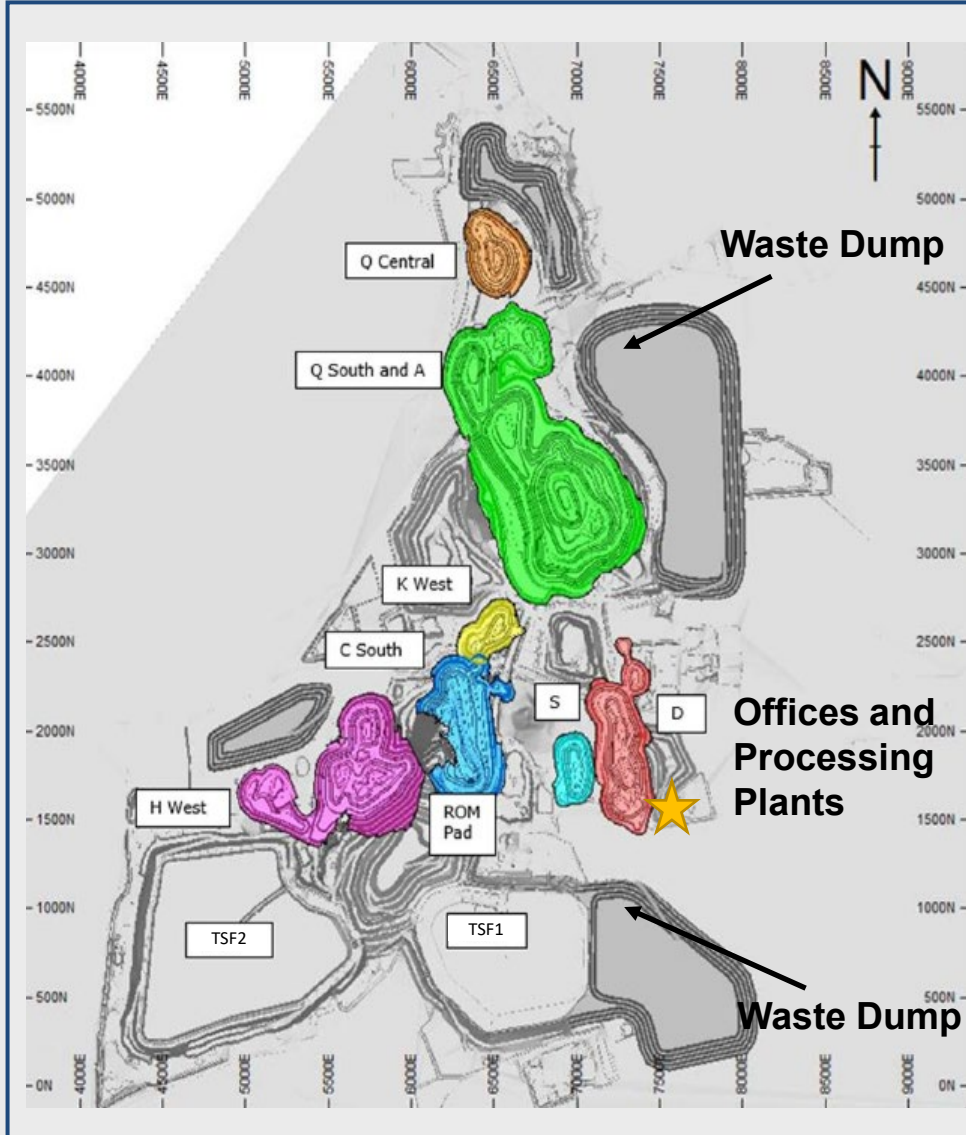 4000E
4500E
5000E
5500E
6000E
6500E
7000E
7500E
8000E
8500E
9000E
N
5500N
5500N
5000N
5000N
Waste Dump
Q Central
4500N
4500N
Q South and A
4000N
4000N
3500N
3500N
3000N
3000N
K West
2500N
2500N
C South
S
D
2000N
2000N
Offices and
Processing
Plants
H West
ROM
Pad
1500N
1500N
1000N
1000N
TSF2
TSF1
500N
500N
Waste Dump
0N
0N
4000E
4500E
5000E
5500E
6000E
6500E
7000E
7500E
8000E
8500E
9000E